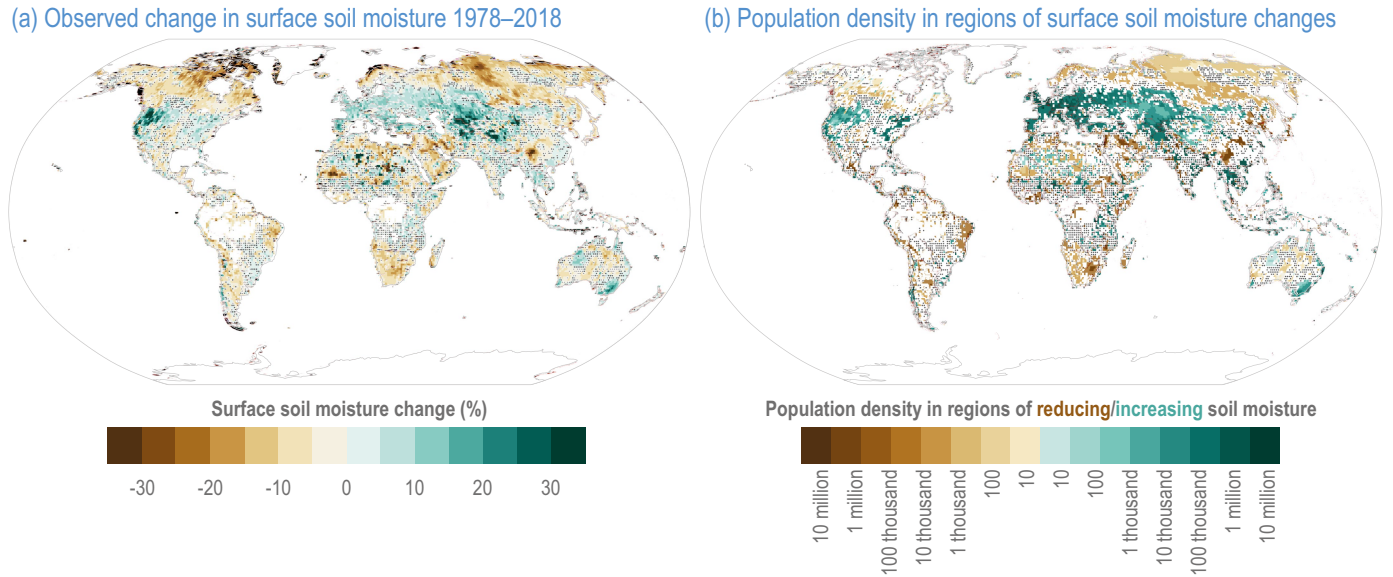 (a) Observed change in surface soil moisture 1978–2018
(b) Population density in regions of surface soil moisture changes
Surface soil moisture change (%)
-30 -20 -10 0 10 20 30
Population density in regions of reducing/increasing soil moisture
10 million
1 million
100 thousand
10 thousand
1 thousand
100
10
10
100
1 thousand
10 thousand
100 thousand
1 million
10 million